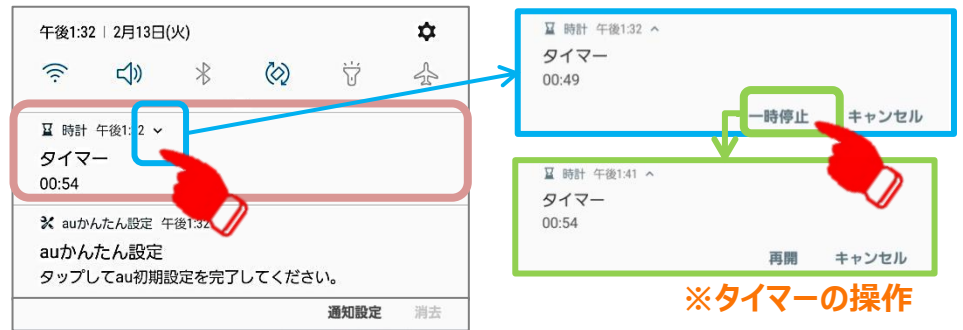 午後1:32 | 2月13日(火)
時計 午後1:32
タイマー
00:54
auかんたん設定 午後1:32
auかんたん設定
タップしてau初期設定を完了してください。
通知設定 消去
時計 午後1:32
タイマー
00:49
一時停止 キャンセル
時計 午後1:41
タイマー
00:54
再開 キャンセル
※タイマーの操作